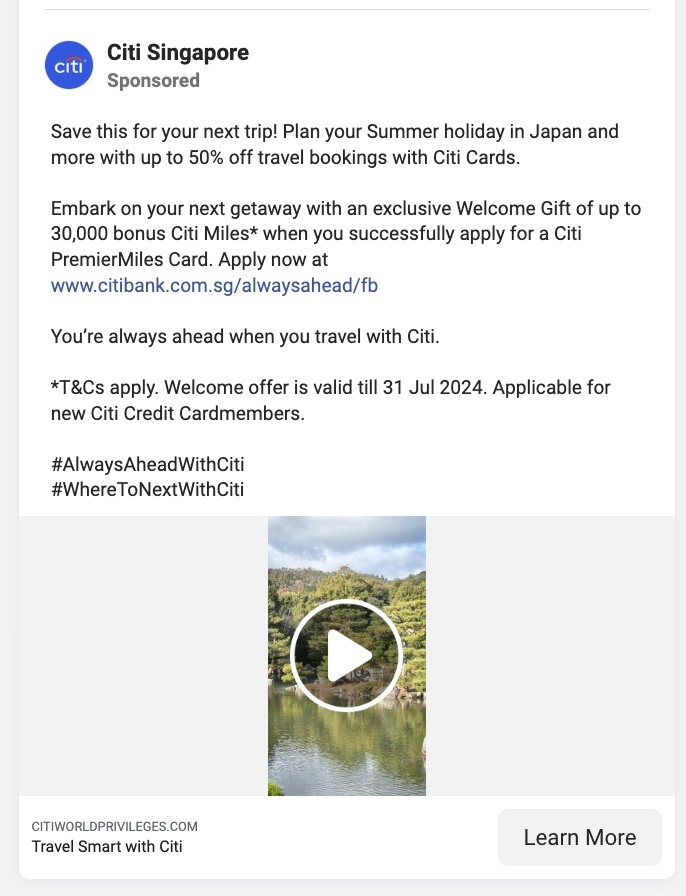 citi
Citi Singapore
Sponsored
Save this for your next trip! Plan your Summer holiday in Japan and
more with up to 50% off travel bookings with Citi Cards.
Embark on your next getaway with an exclusive Welcome Gift of up to
30,000 bonus Citi Miles* when you successfully apply for a Citi
PremierMiles Card. Apply now at
www.citibank.com.sg/alwaysahead/fb
You’re always ahead when you travel with Citi.
*T&Cs apply. Welcome offer is valid till 31 Jul 2024. Applicable for
new Citi Credit Cardmembers.
#AlwaysAheadWithCiti
#WhereToNextWithCiti
CITIWORLDPRIVILEGES.COM
Travel Smart with Citi
Learn More